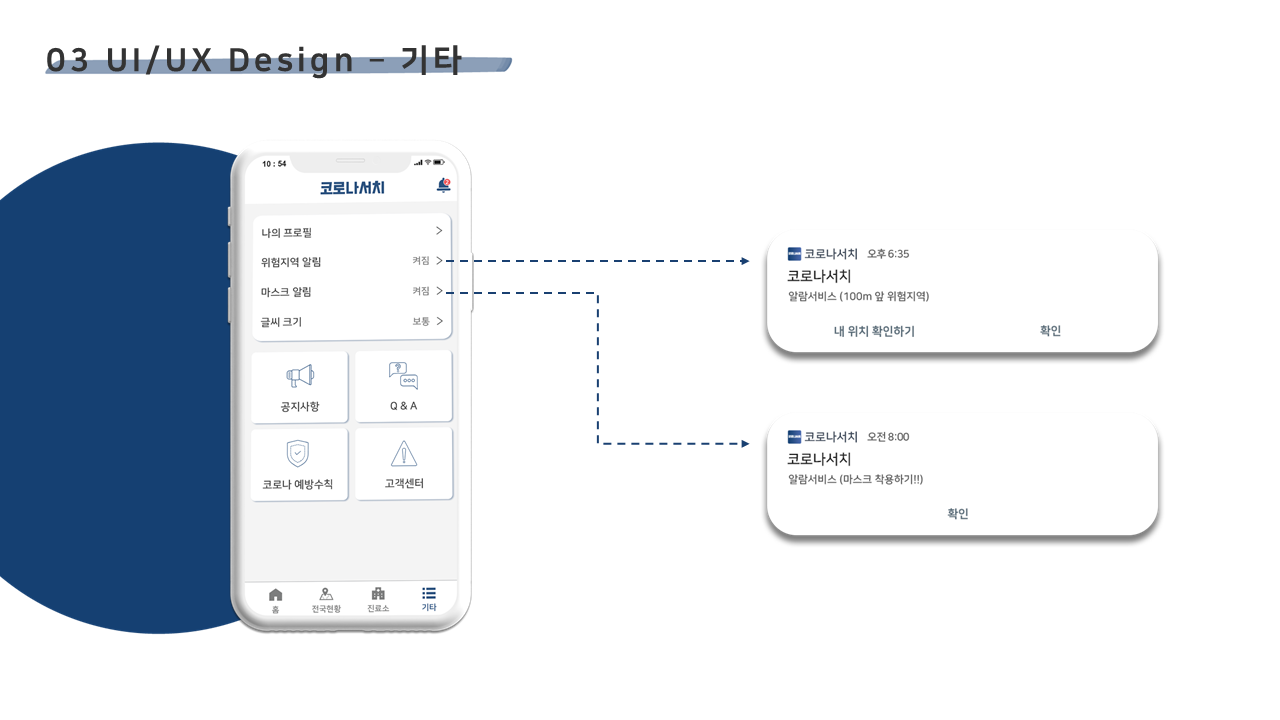 03 UI/UX Design – 기타
10 : 54
코로나서치
2
나의 프로필
위험지역 알림 켜짐
마스크 알림 켜짐
글씨 크기 보통
공지사항
Q & A
코로나 예방수칙
고객센터
홈 전국현황 진료소 기타
코로나서치 오후 6:35
코로나서치
알람서비스 (100m 앞 위험지역)
내 위치 확인하기 확인
코로나서치 오전 8:00
코로나서치
알람서비스 (마스크 착용하기!!)
확인